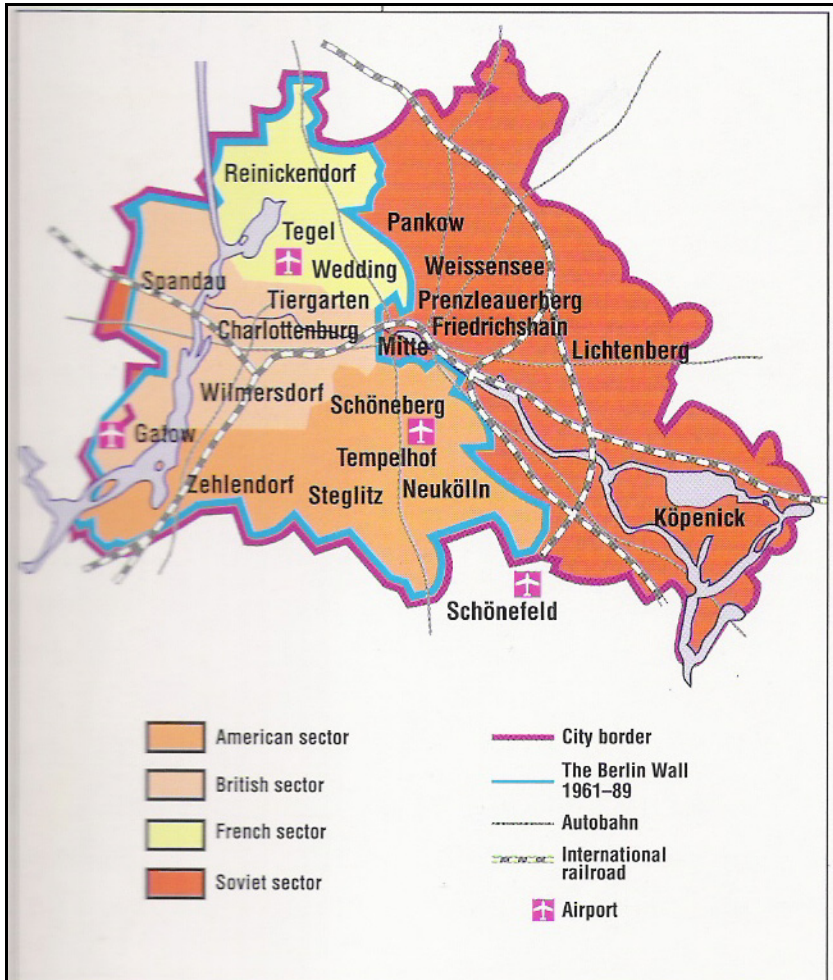 Reinickendorf
Pankow
Tegel
Weissensee
Wedding
Spandau
Tiergarten
Prenzleauerberg
Charlottenburg
Friedrichshain
Mitte
Lichtenberg
Wilmersdorf
Schöneberg
Gatow
Tempelhof
Zehlendorf
Steglitz
Neukölln
Köpenick
Schönefeld
American sector
British sector
French sector
Soviet sector
City border
The Berlin Wall
1961–89
Autobahn
International
railroad
Airport